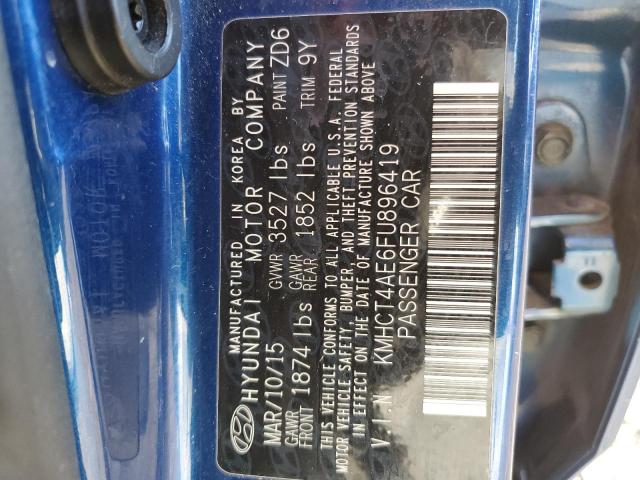 MANUFACTURED IN KOREA BY
HYUNDAI MOTOR COMPANY
MAR/10/15 GVWR 3527 lbs PAINT ZD6
GAWR FRONT 1874 lbs GAWR REAR 1852 lbs TRIM 9Y
THIS VEHICLE CONFORMS TO ALL APPLICABLE U.S.A. FEDERAL
MOTOR VEHICLE SAFETY, BUMPER, AND THEFT PREVENTION STANDARDS
IN EFFECT ON THE DATE OF MANUFACTURE SHOWN ABOVE
VIN KMHCT4AE6FU896419
PASSENGER CAR